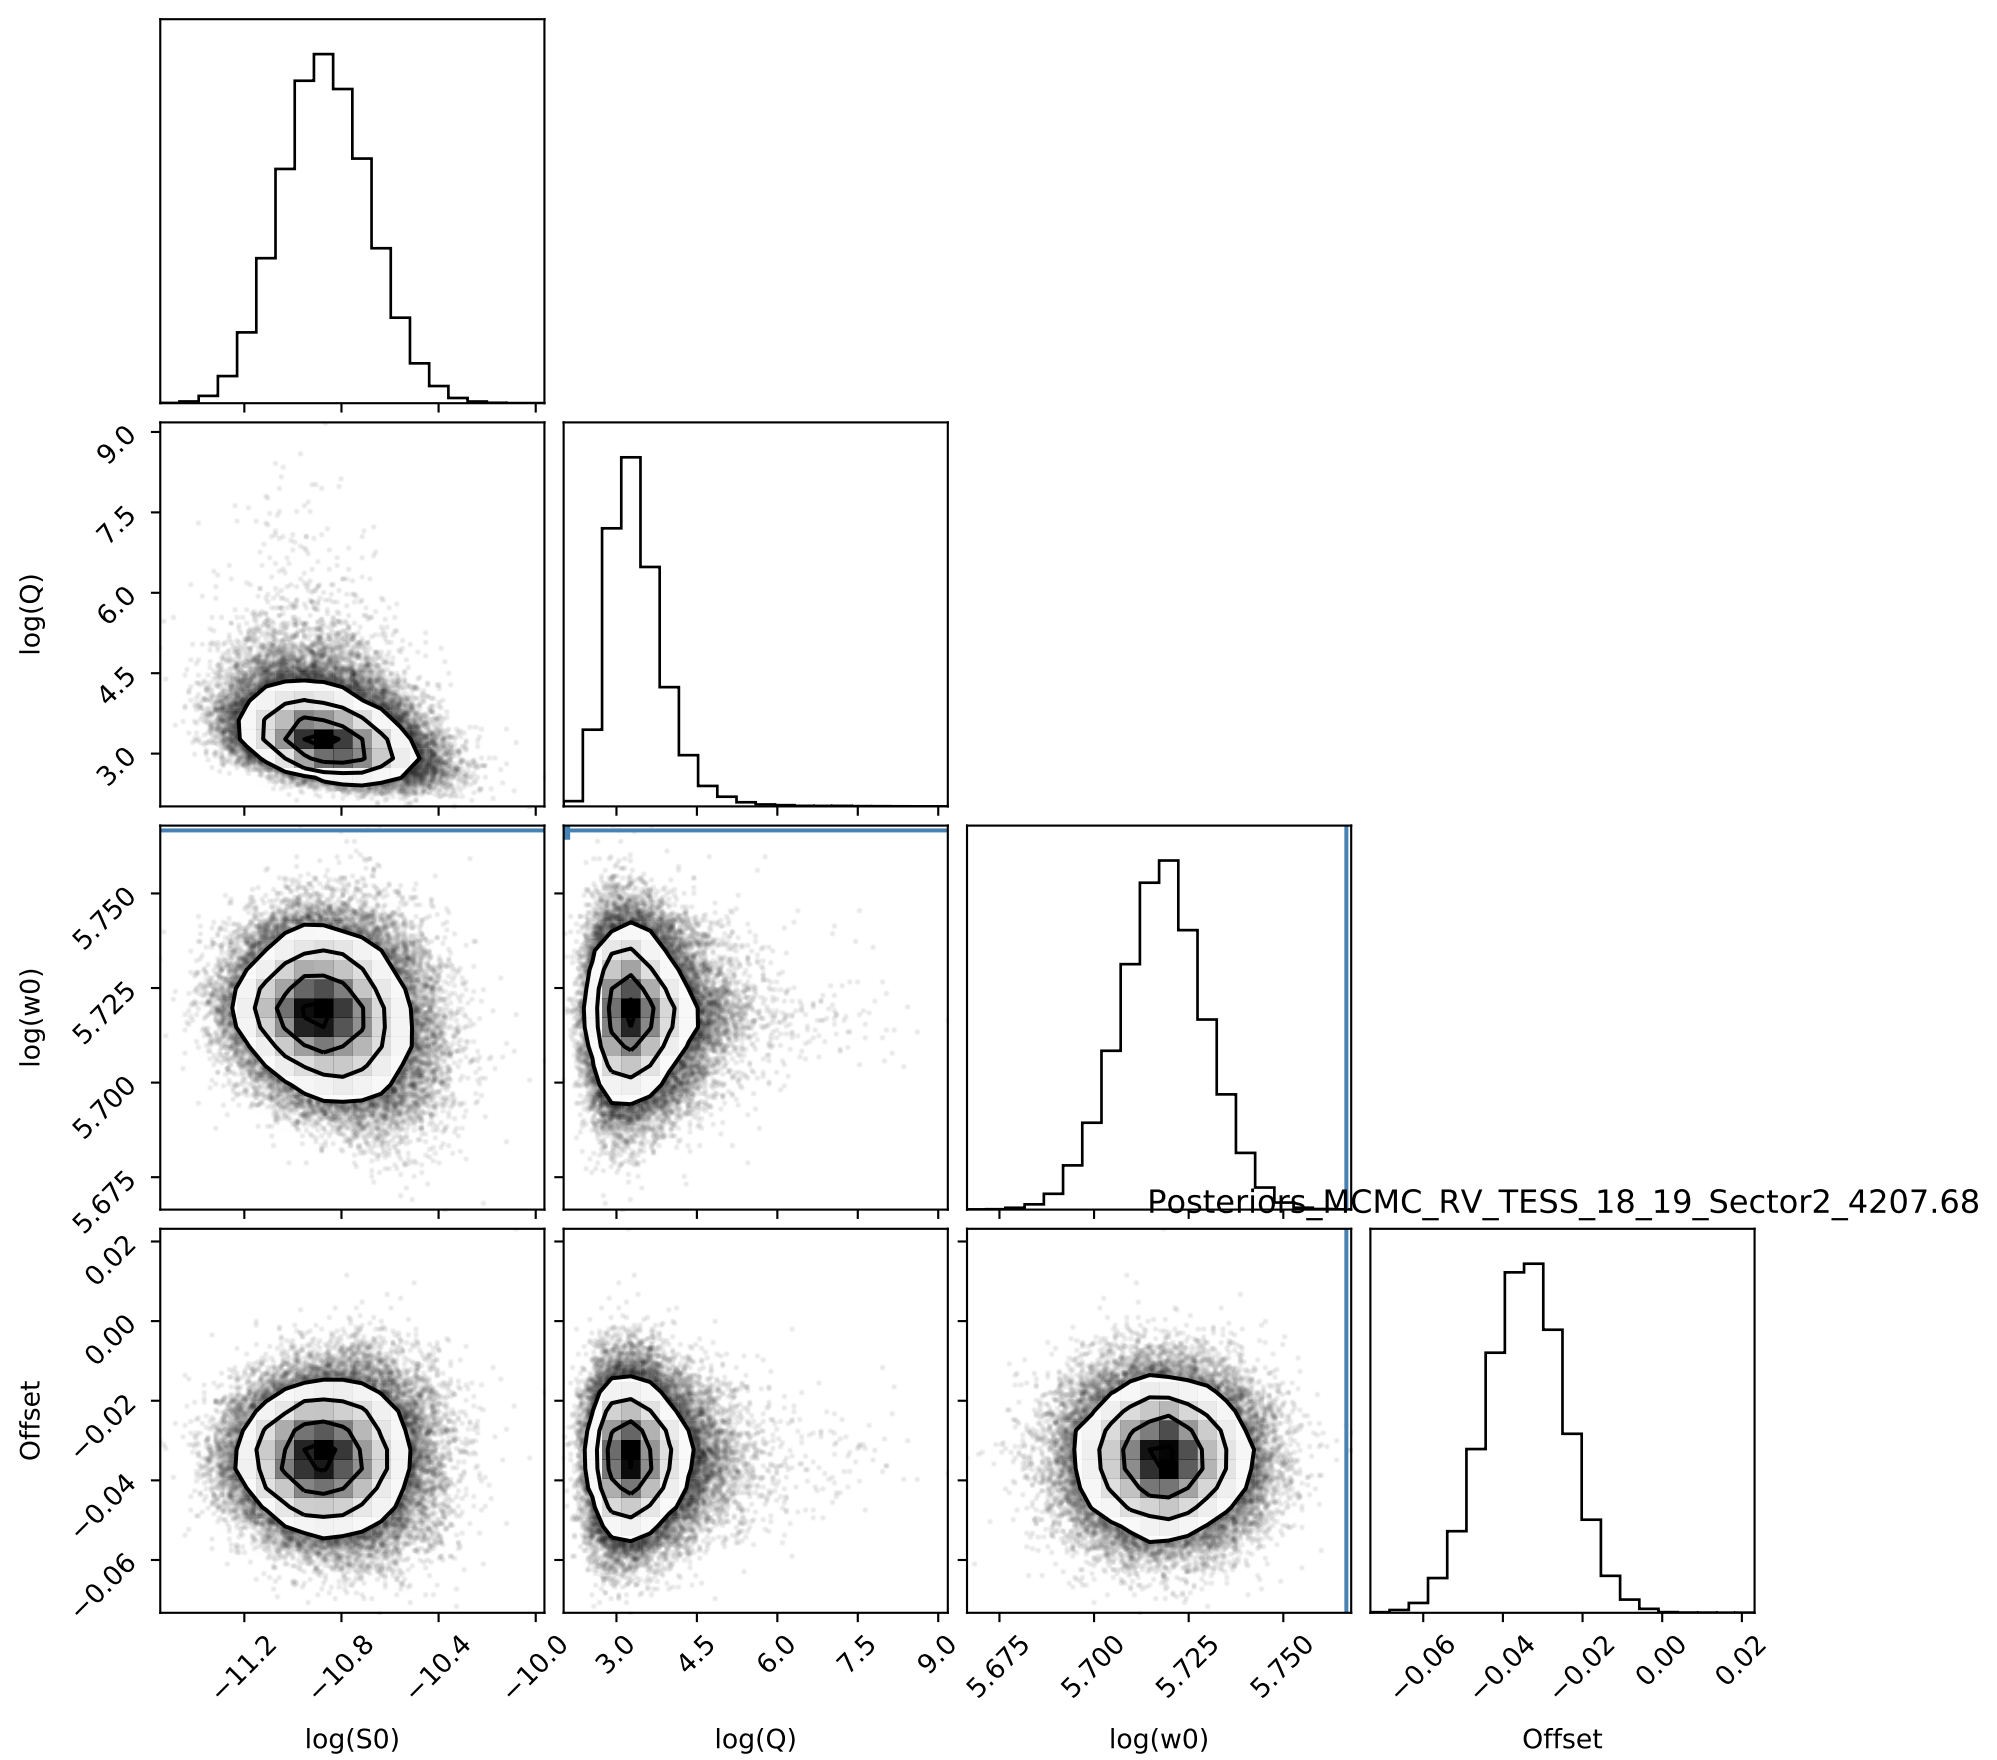 9.0
7.5
6.0
4.5
3.0
log(Q)
5.750
5.725
5.700
5.675
log(w0)
Posteriors_MCMC_RV_TESS_18_19_Sector2_4207.68
0.02
0.00
−0.02
−0.04
−0.06
Offset
−11.2 −10.8 −10.4 −10.0
3.0 4.5 6.0 7.5 9.0
5.675 5.700 5.725 5.750
−0.06 −0.04 −0.02 0.00 0.02
log(S0) log(Q) log(w0) Offset